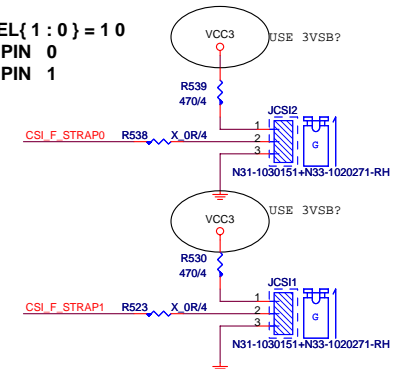 EL{ 1 : 0 } = 1 0
PIN 0
PIN 1
VCC3
USE 3VSB?
R539
470/4
JCSI2
1
2
3
G
CSI_F_STRAP0
R538
X_0R/4
N31-1030151+N33-1020271-RH
VCC3
USE 3VSB?
R530
470/4
JCSI1
1
2
3
G
CSI_F_STRAP1
R523
X_0R/4
N31-1030151+N33-1020271-RH